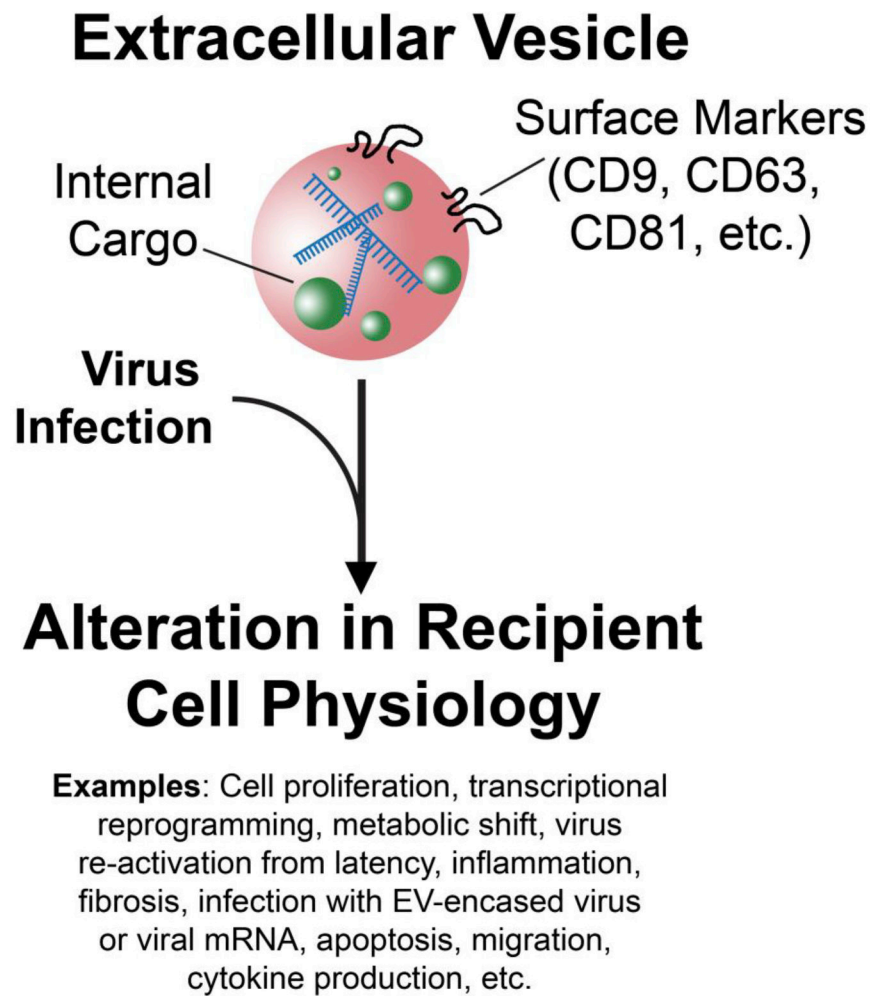 Extracellular Vesicle
Surface Markers
(CD9, CD63,
CD81, etc.)
Internal
Cargo
Virus
Infection
Alteration in Recipient
Cell Physiology
Examples: Cell proliferation, transcriptional
reprogramming, metabolic shift, virus
re-activation from latency, inflammation,
fibrosis, infection with EV-encased virus
or viral mRNA, apoptosis, migration,
cytokine production, etc.